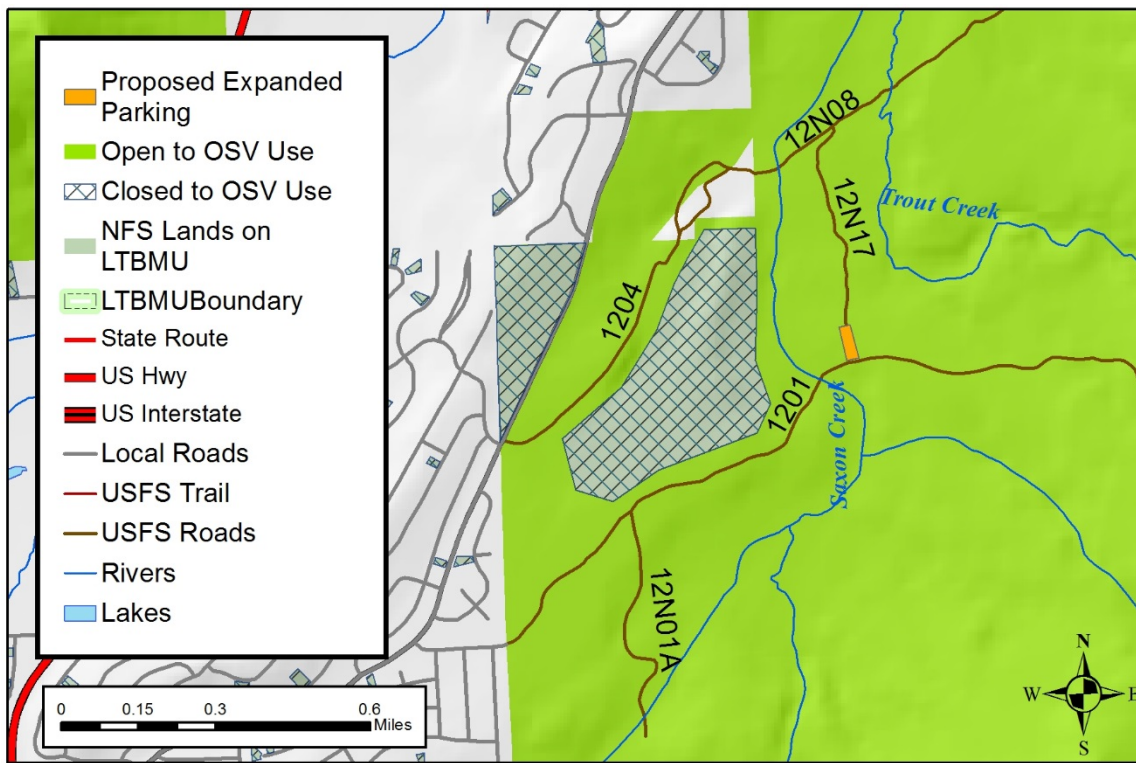 Proposed Expanded
Parking
Open to OSV Use
Closed to OSV Use
NFS Lands on
LTBMU
LTBMUBoundary
State Route
US Hwy
US Interstate
Local Roads
USFS Trail
USFS Roads
Rivers
Lakes
0 0.15 0.3 0.6
Miles
12N08
12N17
Trout Creek
1204
1201
Saxon Creek
12N01A
N
W E
S